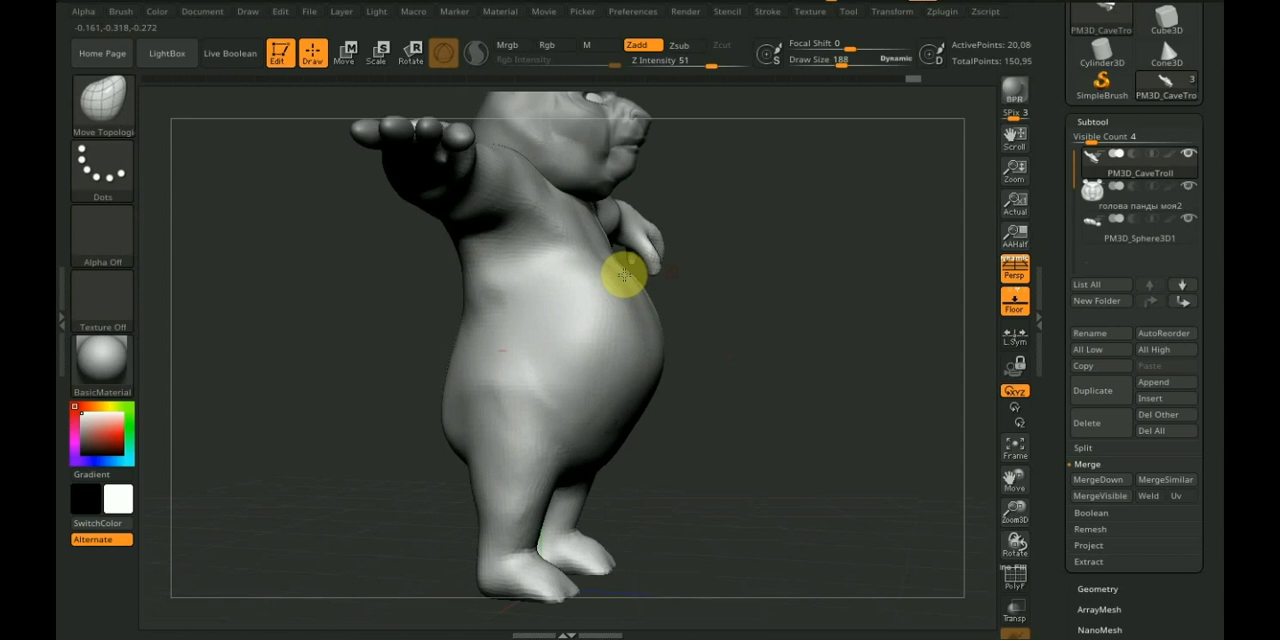 Alpha Brush Color Document Draw Edit File Layer Light Macro Marker Material Movie Picker Preferences Render Stencil Stroke Texture Tool Transform Zplugin Zscript
-0.161,-0.318,-0.272
Home Page LightBox Live Boolean Edit Draw Move Scale Rotate
Mrgb Rgb M Zadd Zsub Zcut
Rgb Intensity Z Intensity 51
Focal Shift 0
Draw Size 188 Dynamic
ActivePoints: 20,08
TotalPoints: 150,95
Move Topologi
Dots
Alpha Off
Texture Off
BasicMaterial
Gradient
SwitchColor
Alternate
BPR
SPix 3
Scroll
Zoom
Actual
AAHalf
Persp
Floor
L.Sym
Frame
Move
Zoom3D
Rotate
PolyF
Transp
PM3D_CaveTro Cube3D
Cylinder3D Cone3D
3
SimpleBrush PM3D_CaveTro
Subtool
Visible Count 4
PM3D_CaveTroll
голова панды моя2
PM3D_Sphere3D1
List All
New Folder
Rename AutoReorder
All Low All High
Copy Paste
Duplicate Append
Insert
Delete Del Other
Del All
Split
Merge
MergeDown MergeSimilar
MergeVisible Weld Uv
Boolean
Remesh
Project
Extract
Geometry
ArrayMesh
NanoMesh